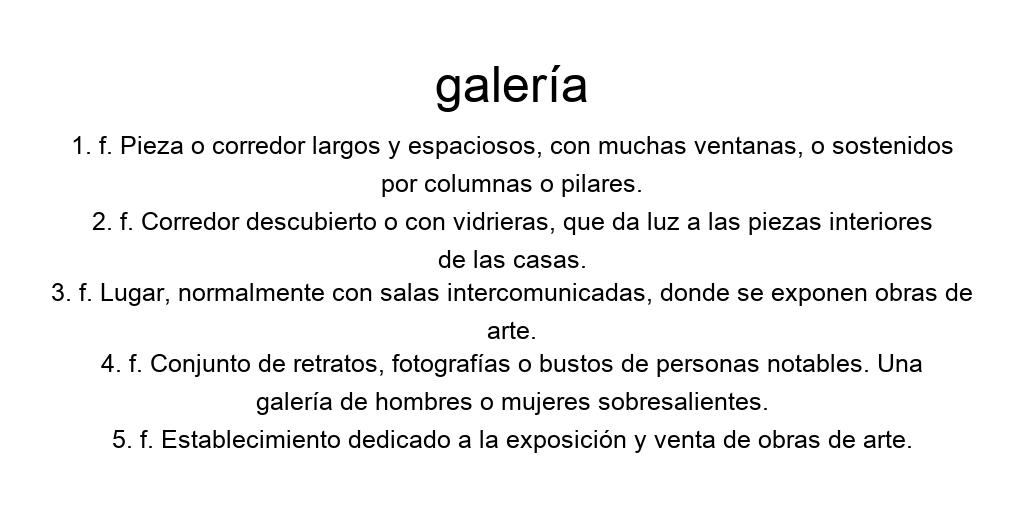 galería
1. f. Pieza o corredor largos y espaciosos, con muchas ventanas, o sostenidos
por columnas o pilares.
2. f. Corredor descubierto o con vidrieras, que da luz a las piezas interiores
de las casas.
3. f. Lugar, normalmente con salas intercomunicadas, donde se exponen obras de
arte.
4. f. Conjunto de retratos, fotografías o bustos de personas notables. Una
galería de hombres o mujeres sobresalientes.
5. f. Establecimiento dedicado a la exposición y venta de obras de arte.